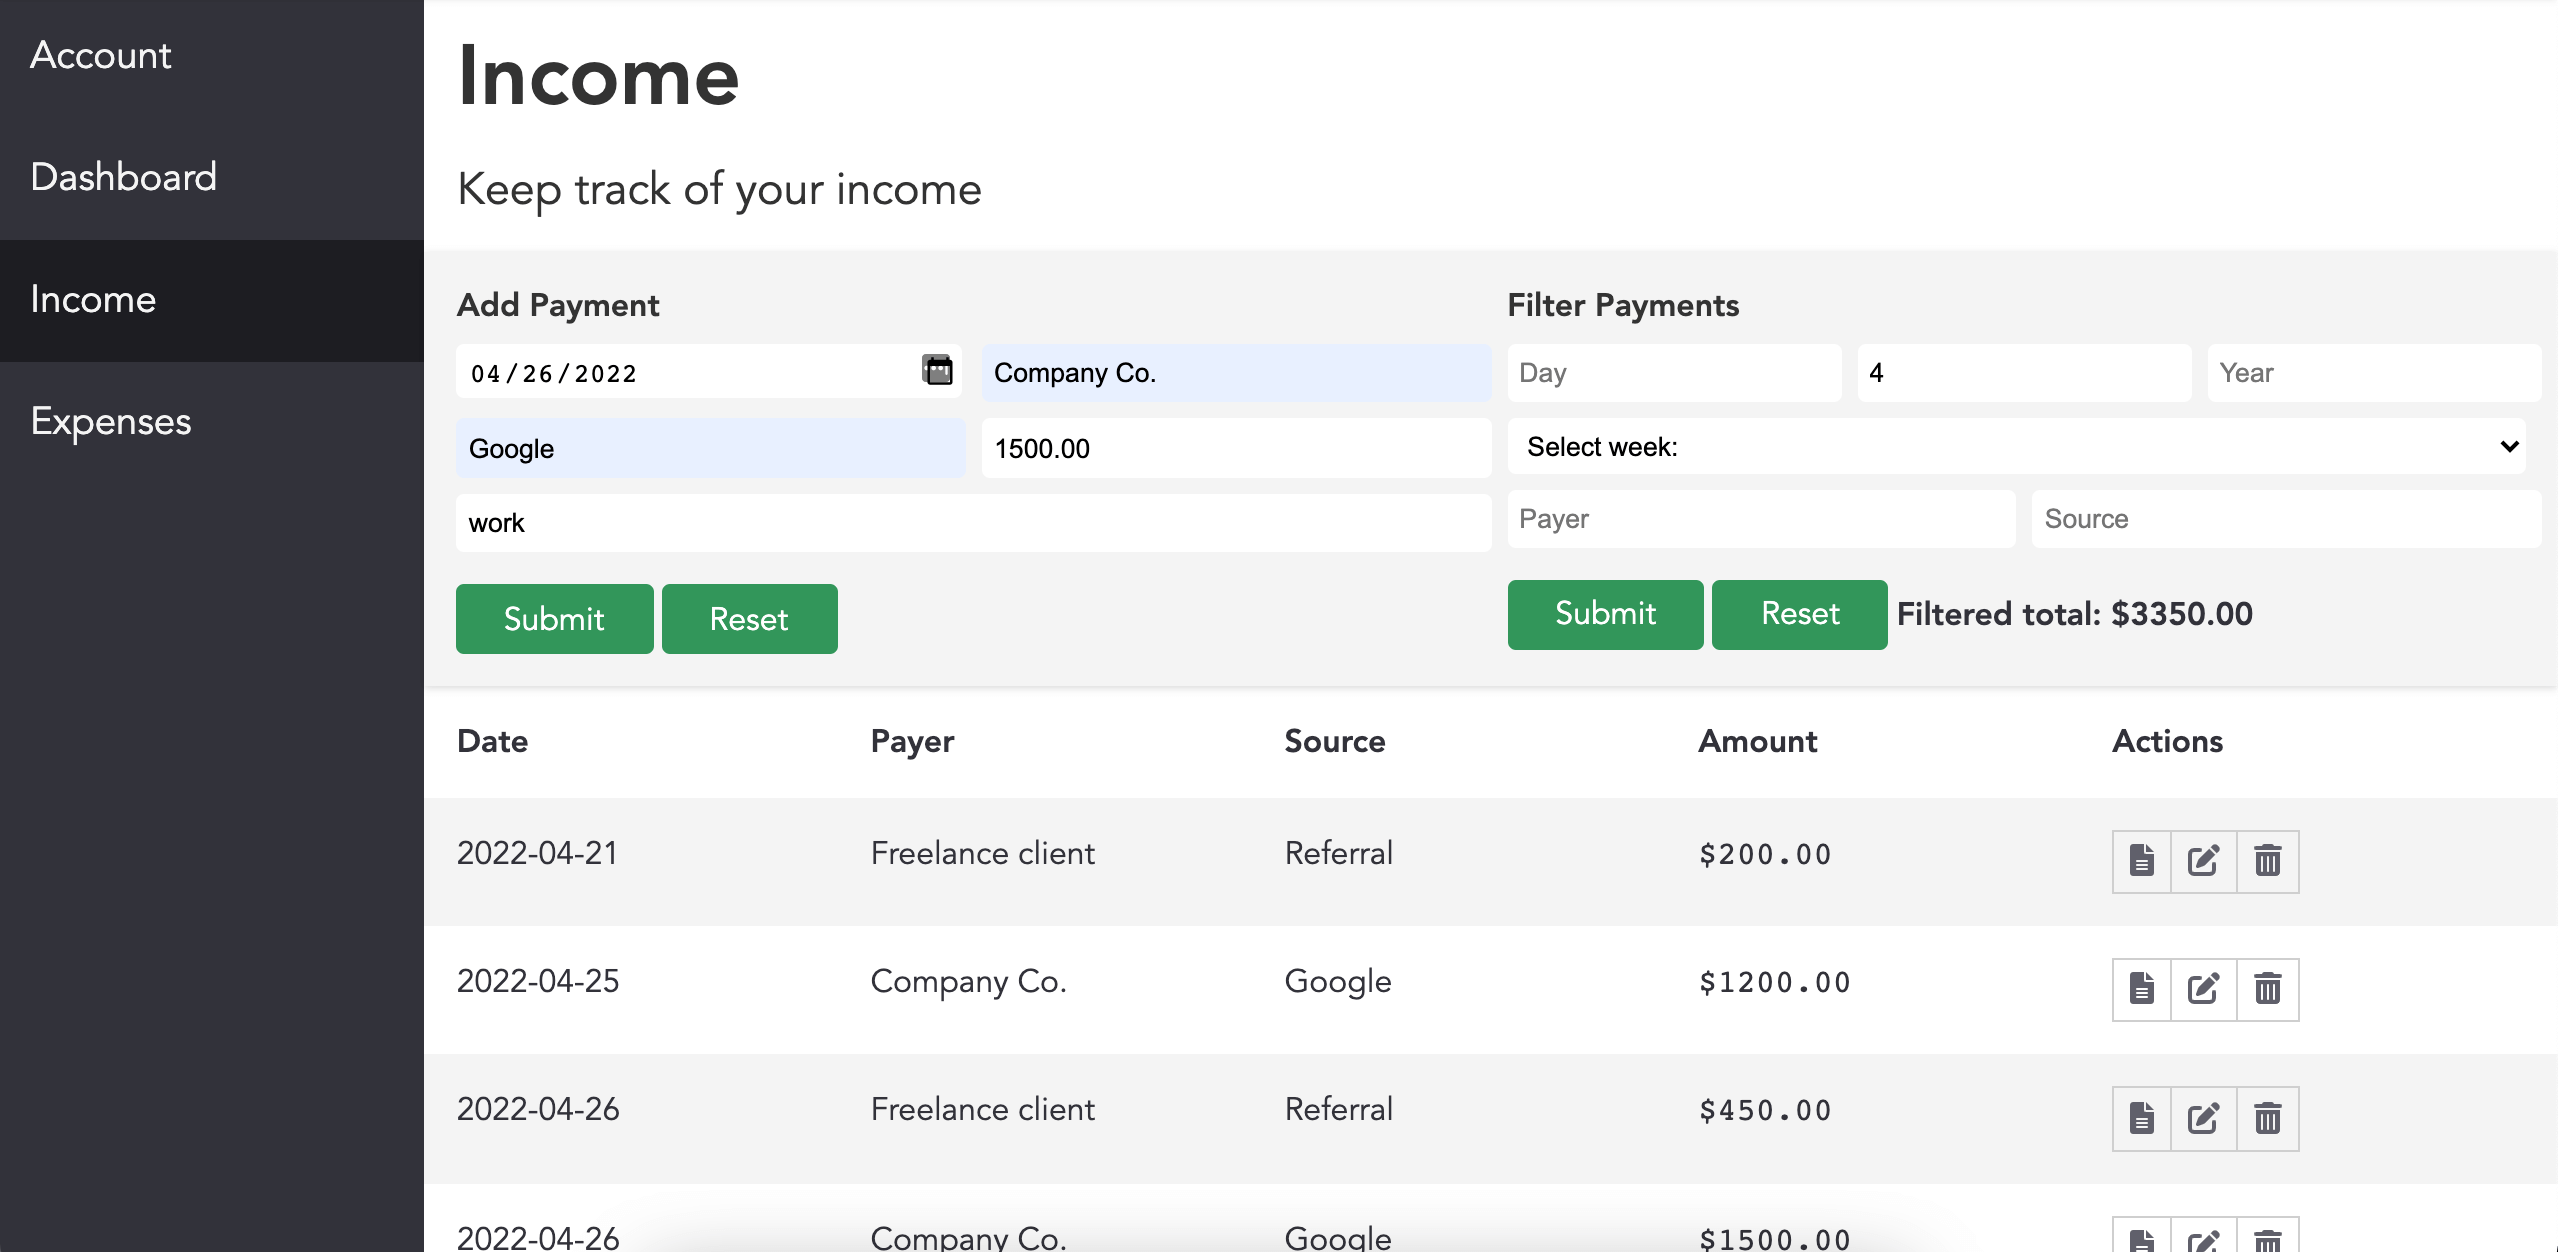 Account
Dashboard
Income
Expenses
Income
Keep track of your income
Add Payment
04/26/2022
Company Co.
Google
1500.00
work
Submit Reset
Filter Payments
Day 4 Year
Select week:
Payer Source
Submit Reset Filtered total: $3350.00
Date Payer Source Amount Actions
2022-04-21 Freelance client Referral $200.00
2022-04-25 Company Co. Google $1200.00
2022-04-26 Freelance client Referral $450.00
2022-04-26 Company Co. Google $1500.00